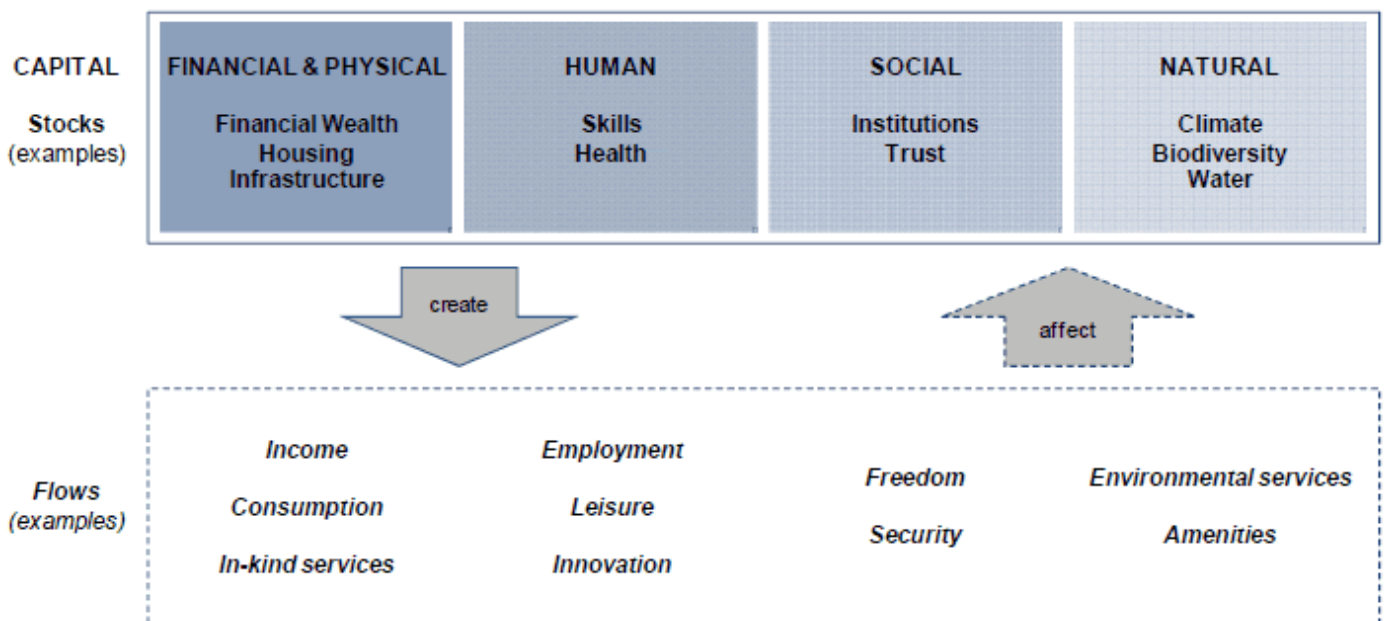 CAPITAL
FINANCIAL & PHYSICAL
HUMAN
SOCIAL
NATURAL
Stocks
(examples)
Financial Wealth
Housing
Infrastructure
Skills
Health
Institutions
Trust
Climate
Biodiversity
Water
create
affect
Flows
(examples)
Income
Consumption
In-kind services
Employment
Leisure
Innovation
Freedom
Security
Environmental services
Amenities